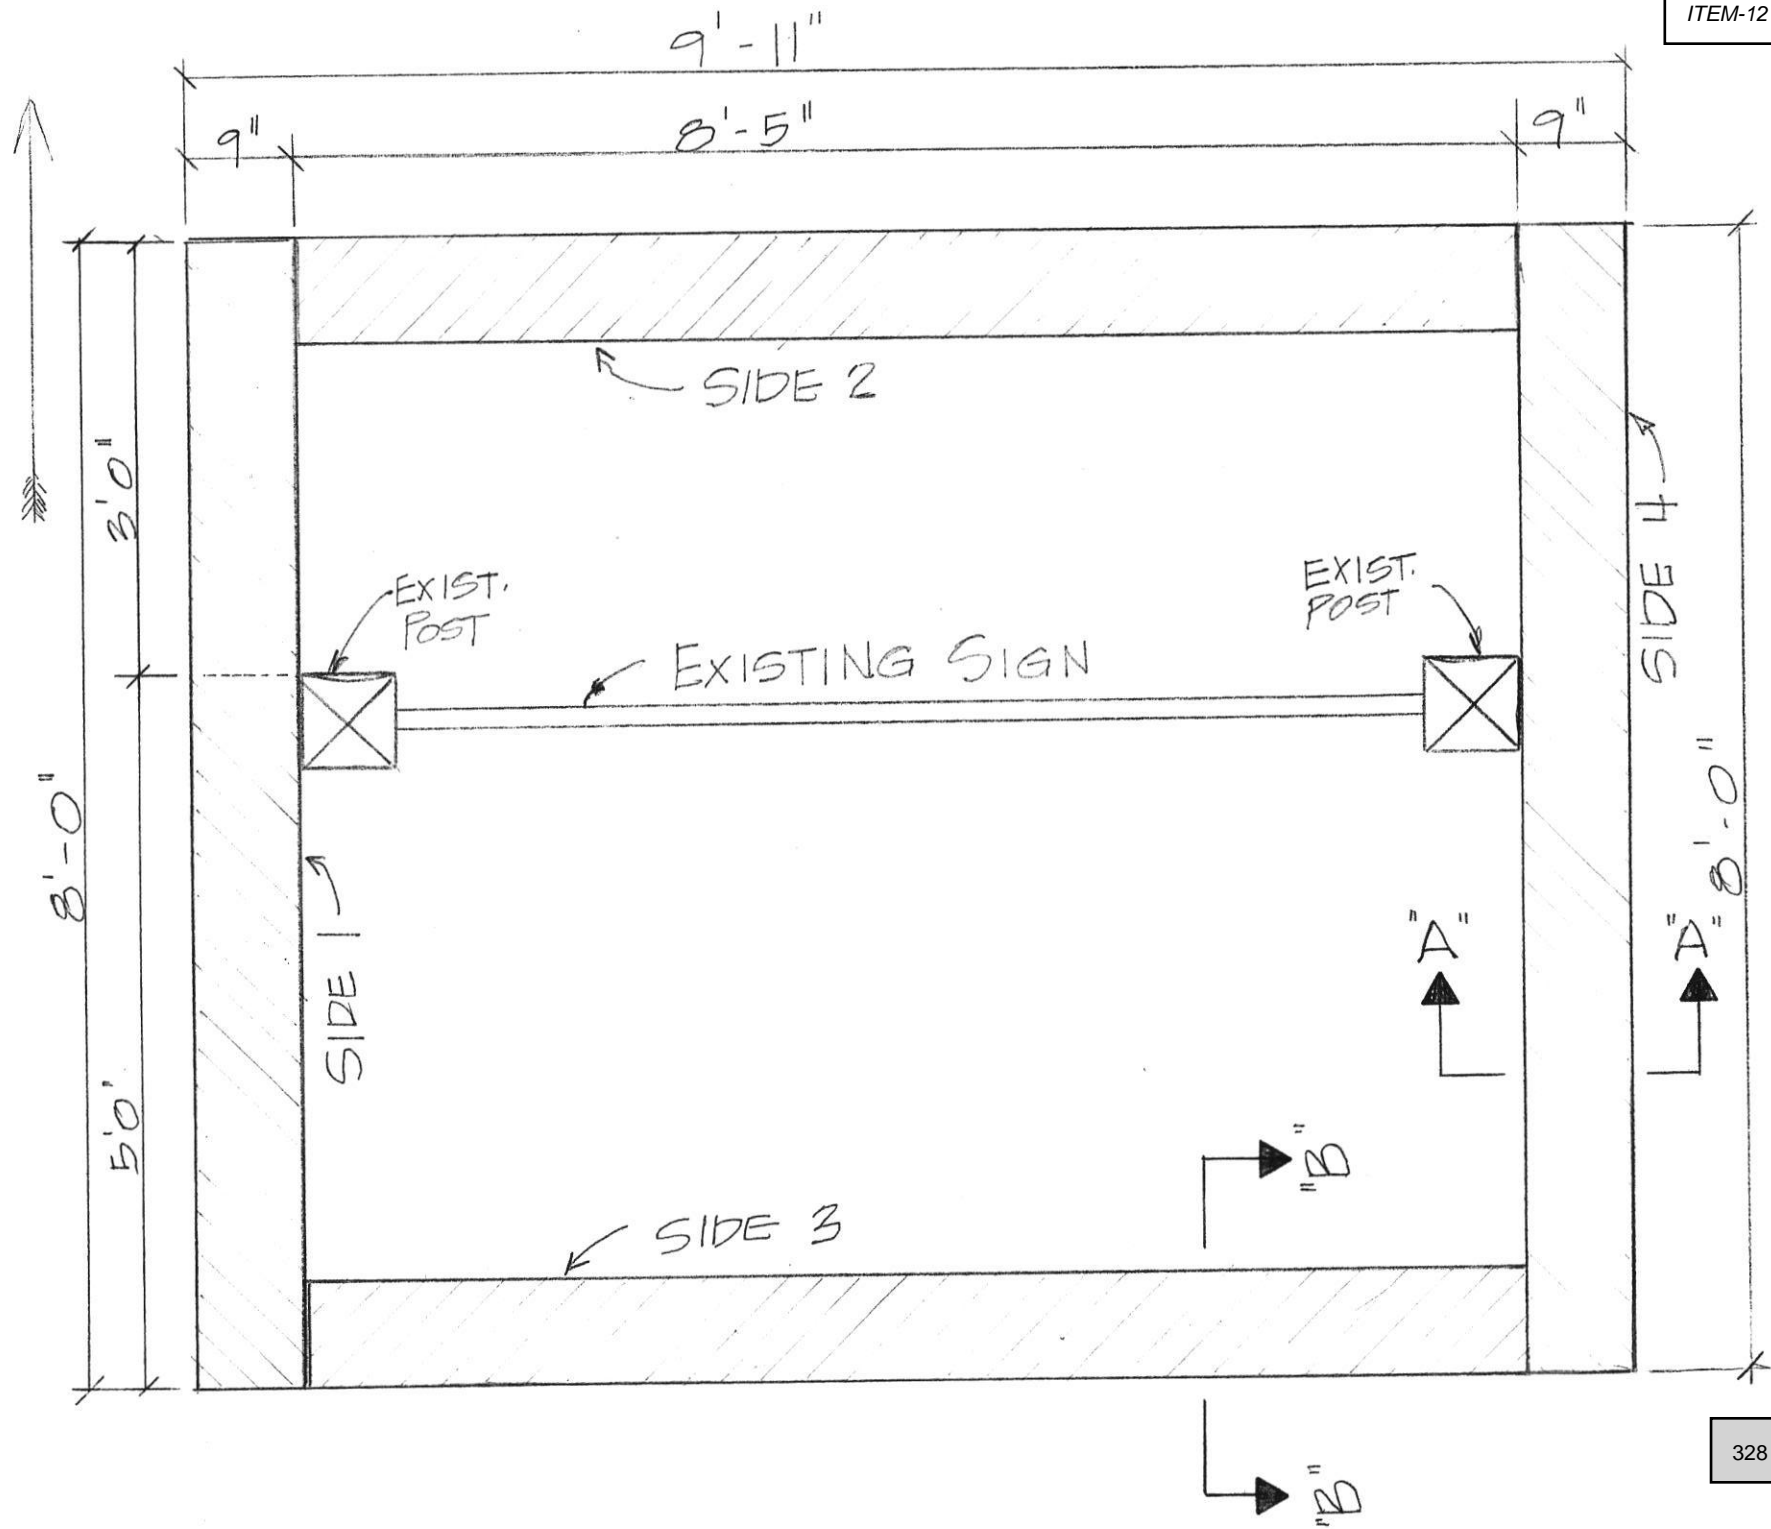 ITEM-12
9'-11"
9"
8'-5"
9"
SIDE 2
3'0"
EXIST.
POST
EXISTING SIGN
EXIST.
POST
SIDE 4
8'-0"
8'-0"
SIDE 1
"A"
"A"
5'0'
"B"
SIDE 3
"B"
328